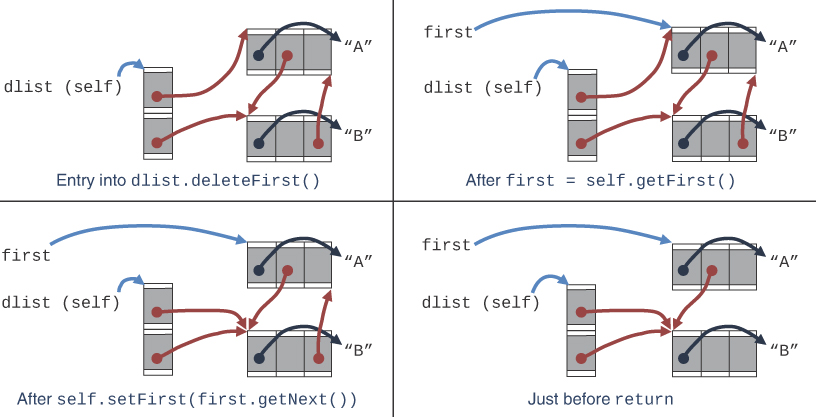 “A”
dlist (self)
“B”
Entry into dlist.deleteFirst()
first
“A”
dlist (self)
“B”
After first = self.getFirst()
first
“A”
dlist (self)
“B”
After self.setFirst(first.getNext())
first
“A”
dlist (self)
“B”
Just before return